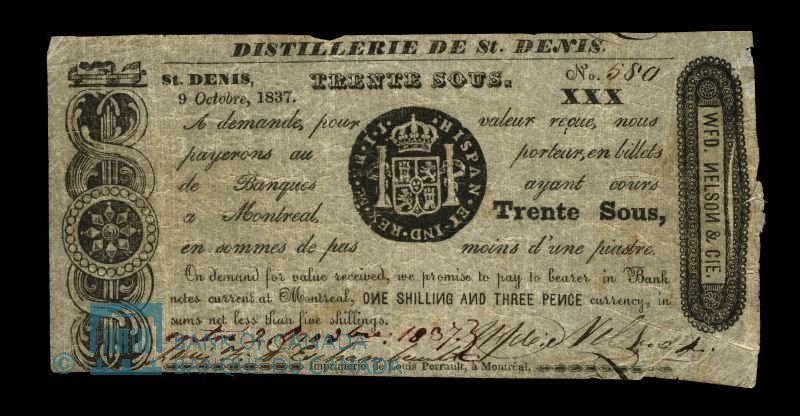 DISTILLERIE DE St. DENIS.
St. DENIS, TRENTE SOUS. No. 580
9 Octobre, 1837. XXX
A demande, pour valeur reçue, nous
payerons au porteur, en billets
de Banques ayant cours
a Montreal, Trente Sous,
en sommes de pas moins d'une piastre.
On demand for value received, we promise to pay to bearer in Bank
notes current at Montreal, ONE SHILLING AND THREE PENCE currency, in
sums not less than five shillings.
1837.
Imprimerie de Louis Perrault, à Montréal,
HISPAN·ET·IND·REX·M·
WFD. NELSON & CIE.
© BANK OF CANADA
BANQUE DU CANADA